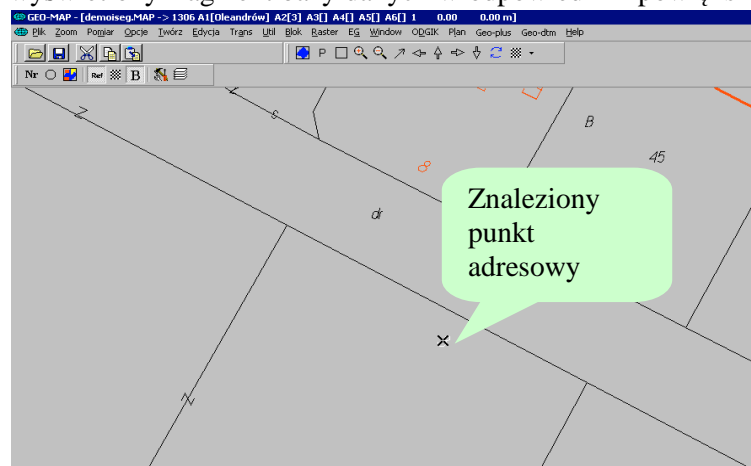 GEO-MAP - [demoiseg.MAP -> 1306 A1[Oleandrów] A2[3] A3[] A4[] A5[] A6[] 1 0.00 0.00 m]
Plik Zoom Pomiar Opcje Twórz Edycja Trans Util Blok Raster EG Window ODGIK Plan Geo-plus Geo-dtm Help
P
Nr Ref B
Z
s
B
45
8
dr
Znaleziony
punkt
adresowy
N